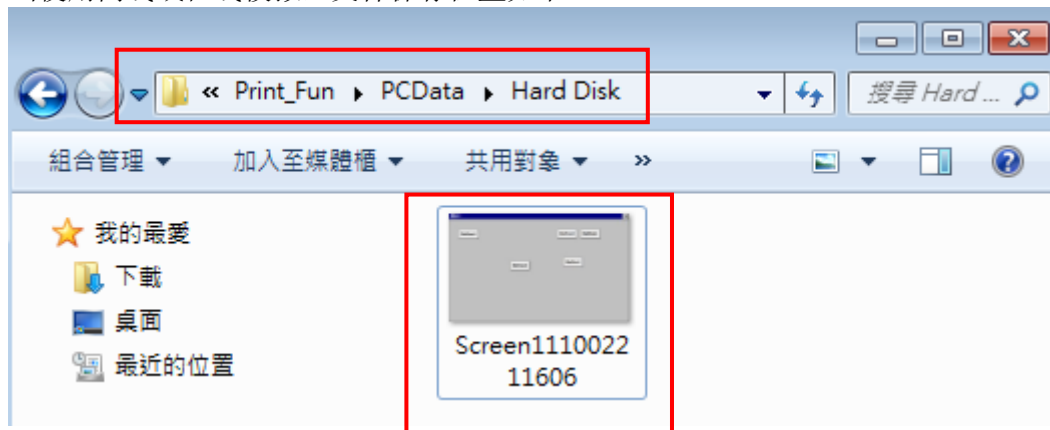 « Print_Fun ▸ PCData ▸ Hard Disk
搜尋 Hard ...
組合管理 加入至媒體櫃 共用對象 »
我的最愛
下載
桌面
最近的位置
Screen1110022
11606